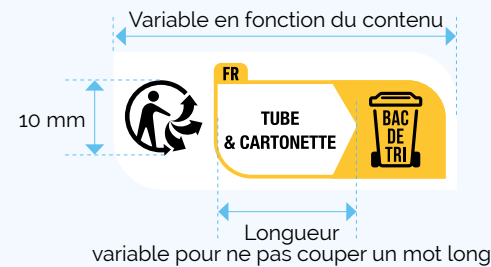 Variable en fonction du contenu
FR
10 mm
TUBE
& CARTONETTE
BAC
DE
TRI
Longueur
variable pour ne pas couper un mot long